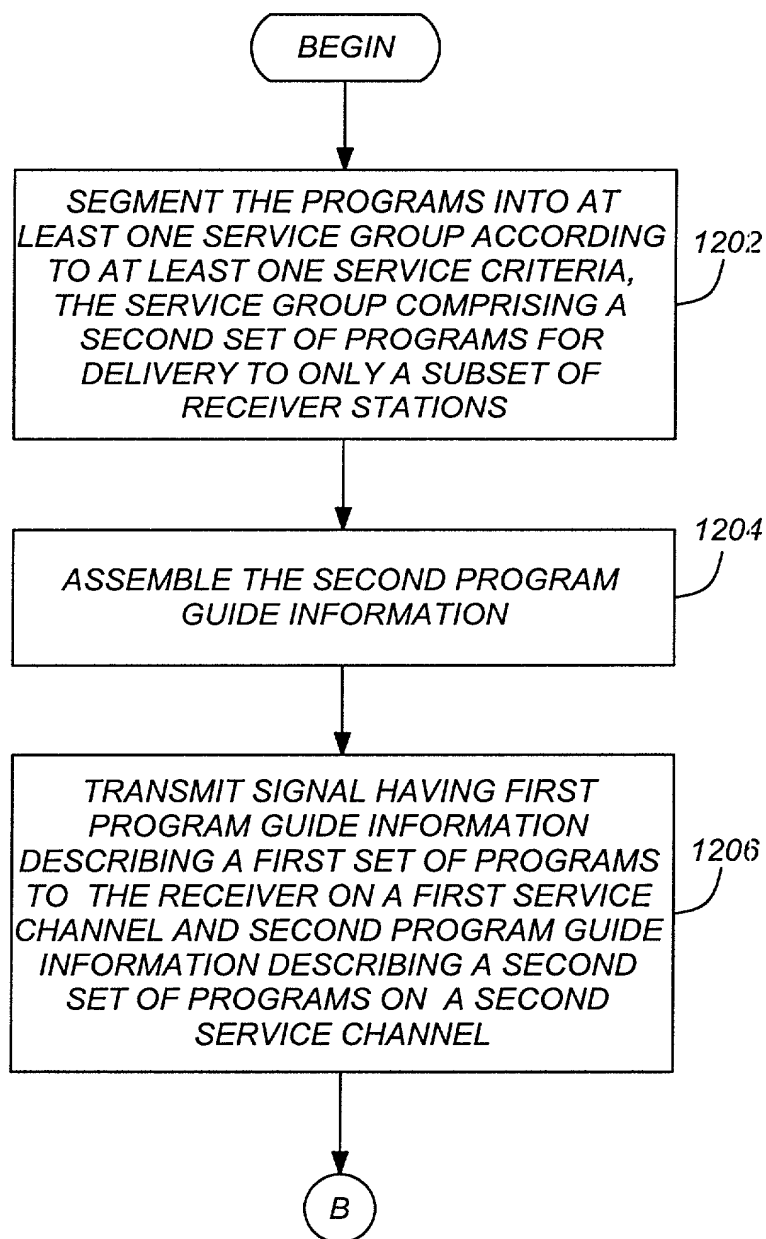 BEGIN
SEGMENT THE PROGRAMS INTO AT
LEAST ONE SERVICE GROUP ACCORDING
TO AT LEAST ONE SERVICE CRITERIA,
THE SERVICE GROUP COMPRISING A
SECOND SET OF PROGRAMS FOR
DELIVERY TO ONLY A SUBSET OF
RECEIVER STATIONS
1202
ASSEMBLE THE SECOND PROGRAM
GUIDE INFORMATION
1204
TRANSMIT SIGNAL HAVING FIRST
PROGRAM GUIDE INFORMATION
DESCRIBING A FIRST SET OF PROGRAMS
TO THE RECEIVER ON A FIRST SERVICE
CHANNEL AND SECOND PROGRAM GUIDE
INFORMATION DESCRIBING A SECOND
SET OF PROGRAMS ON A SECOND
SERVICE CHANNEL
1206
B